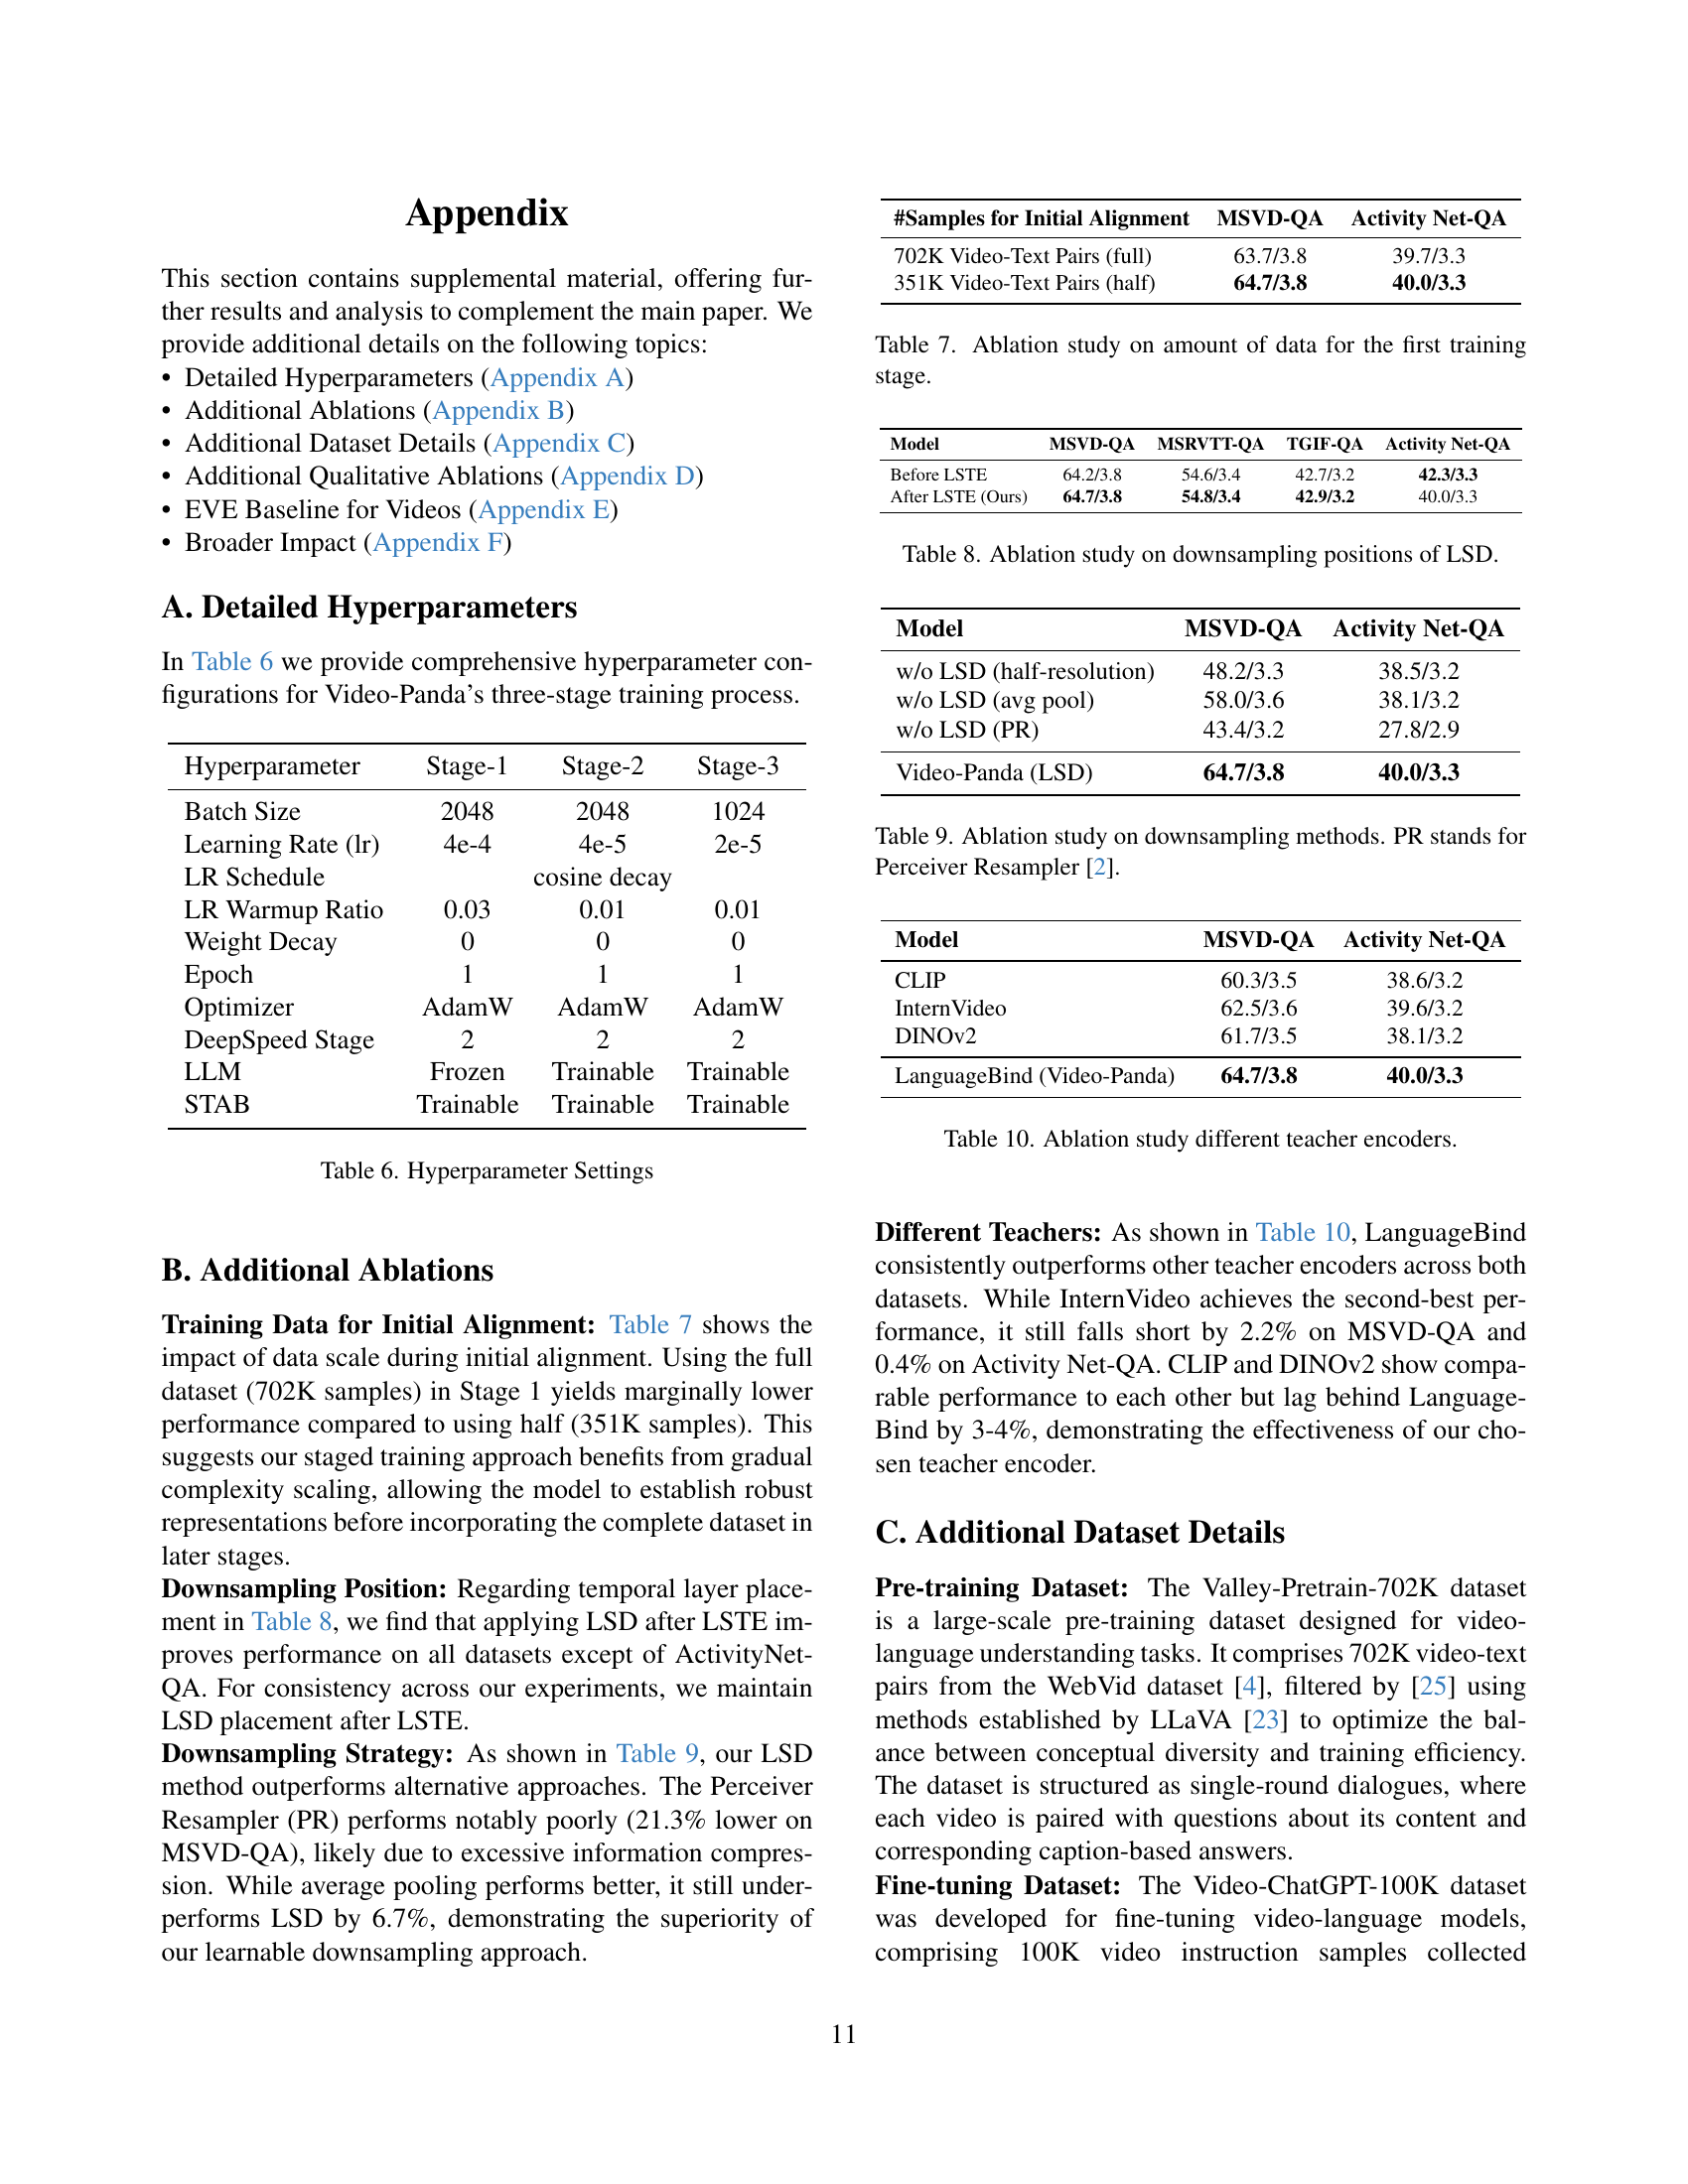 Appendix
This section contains supplemental material, offering fur-
ther results and analysis to complement the main paper. We
provide additional details on the following topics:
• Detailed Hyperparameters (Appendix A)
• Additional Ablations (Appendix B)
• Additional Dataset Details (Appendix C)
• Additional Qualitative Ablations (Appendix D)
• EVE Baseline for Videos (Appendix E)
• Broader Impact (Appendix F)
A. Detailed Hyperparameters
In Table 6 we provide comprehensive hyperparameter con-
figurations for Video-Panda's three-stage training process.
Hyperparameter Stage-1 Stage-2 Stage-3
Batch Size 2048 2048 1024
Learning Rate (lr) 4e-4 4e-5 2e-5
LR Schedule cosine decay
LR Warmup Ratio 0.03 0.01 0.01
Weight Decay 0 0 0
Epoch 1 1 1
Optimizer AdamW AdamW AdamW
DeepSpeed Stage 2 2 2
LLM Frozen Trainable Trainable
STAB Trainable Trainable Trainable
Table 6. Hyperparameter Settings
B. Additional Ablations
Training Data for Initial Alignment: Table 7 shows the
impact of data scale during initial alignment. Using the full
dataset (702K samples) in Stage 1 yields marginally lower
performance compared to using half (351K samples). This
suggests our staged training approach benefits from gradual
complexity scaling, allowing the model to establish robust
representations before incorporating the complete dataset in
later stages.
Downsampling Position: Regarding temporal layer place-
ment in Table 8, we find that applying LSD after LSTE im-
proves performance on all datasets except of ActivityNet-
QA. For consistency across our experiments, we maintain
LSD placement after LSTE.
Downsampling Strategy: As shown in Table 9, our LSD
method outperforms alternative approaches. The Perceiver
Resampler (PR) performs notably poorly (21.3% lower on
MSVD-QA), likely due to excessive information compres-
sion. While average pooling performs better, it still under-
performs LSD by 6.7%, demonstrating the superiority of
our learnable downsampling approach.
#Samples for Initial Alignment MSVD-QA Activity Net-QA
702K Video-Text Pairs (full) 63.7/3.8 39.7/3.3
351K Video-Text Pairs (half) 64.7/3.8 40.0/3.3
Table 7. Ablation study on amount of data for the first training
stage.
Model MSVD-QA MSRVTT-QA TGIF-QA Activity Net-QA
Before LSTE 64.2/3.8 54.6/3.4 42.7/3.2 42.3/3.3
After LSTE (Ours) 64.7/3.8 54.8/3.4 42.9/3.2 40.0/3.3
Table 8. Ablation study on downsampling positions of LSD.
Model MSVD-QA Activity Net-QA
w/o LSD (half-resolution) 48.2/3.3 38.5/3.2
w/o LSD (avg pool) 58.0/3.6 38.1/3.2
w/o LSD (PR) 43.4/3.2 27.8/2.9
Video-Panda (LSD) 64.7/3.8 40.0/3.3
Table 9. Ablation study on downsampling methods. PR stands for
Perceiver Resampler [2].
Model MSVD-QA Activity Net-QA
CLIP 60.3/3.5 38.6/3.2
InternVideo 62.5/3.6 39.6/3.2
DINOv2 61.7/3.5 38.1/3.2
LanguageBind (Video-Panda) 64.7/3.8 40.0/3.3
Table 10. Ablation study different teacher encoders.
Different Teachers: As shown in Table 10, LanguageBind
consistently outperforms other teacher encoders across both
datasets. While InternVideo achieves the second-best per-
formance, it still falls short by 2.2% on MSVD-QA and
0.4% on Activity Net-QA. CLIP and DINOv2 show compa-
rable performance to each other but lag behind Language-
Bind by 3-4%, demonstrating the effectiveness of our cho-
sen teacher encoder.
C. Additional Dataset Details
Pre-training Dataset: The Valley-Pretrain-702K dataset
is a large-scale pre-training dataset designed for video-
language understanding tasks. It comprises 702K video-text
pairs from the WebVid dataset [4], filtered by [25] using
methods established by LLaVA [23] to optimize the bal-
ance between conceptual diversity and training efficiency.
The dataset is structured as single-round dialogues, where
each video is paired with questions about its content and
corresponding caption-based answers.
Fine-tuning Dataset: The Video-ChatGPT-100K dataset
was developed for fine-tuning video-language models,
comprising 100K video instruction samples collected
11